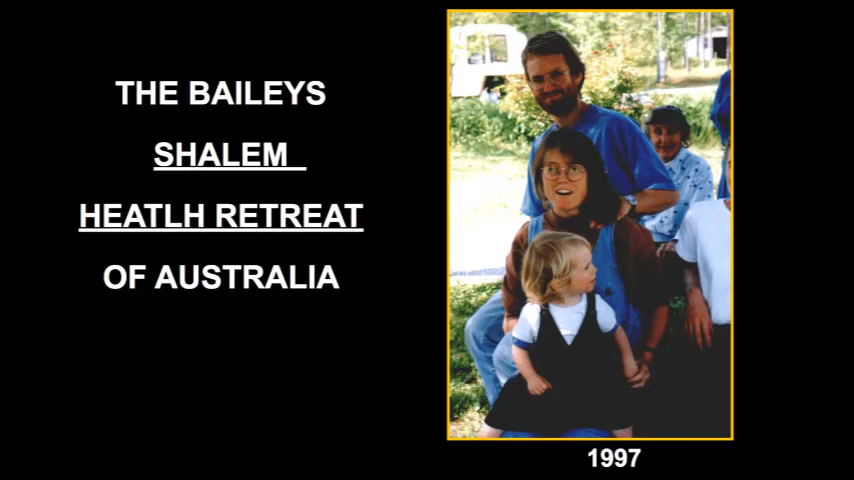 THE BAILEYS
SHALEM
HEATLH RETREAT
OF AUSTRALIA
1997